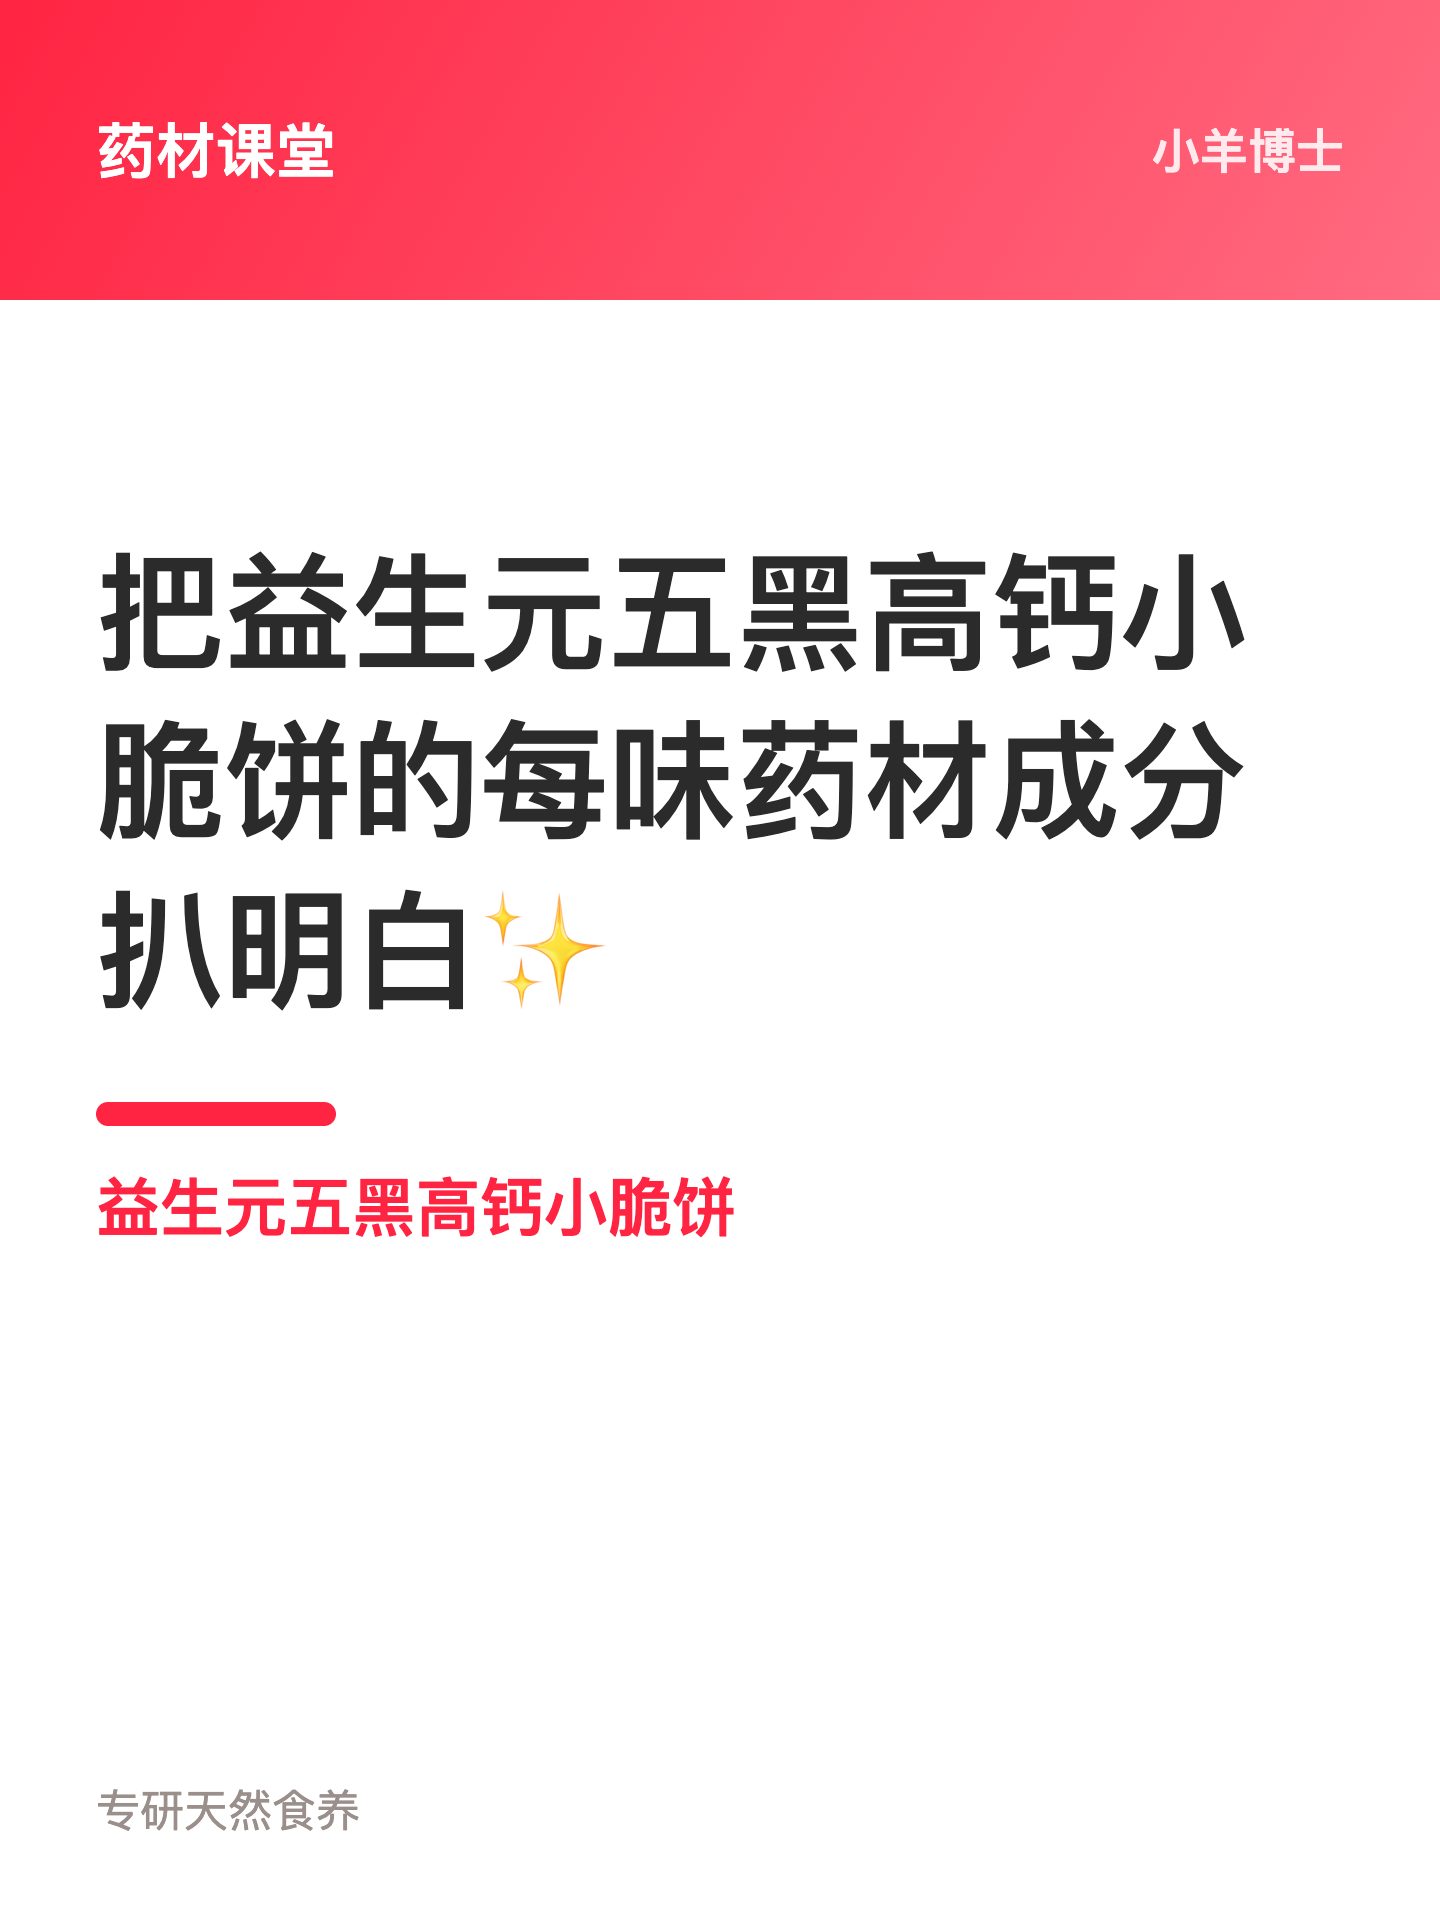 药材课堂
小羊博士
把益生元五黑高钙小
脆饼的每味药材成分
扒明白✨
益生元五黑高钙小脆饼
专研天然食养